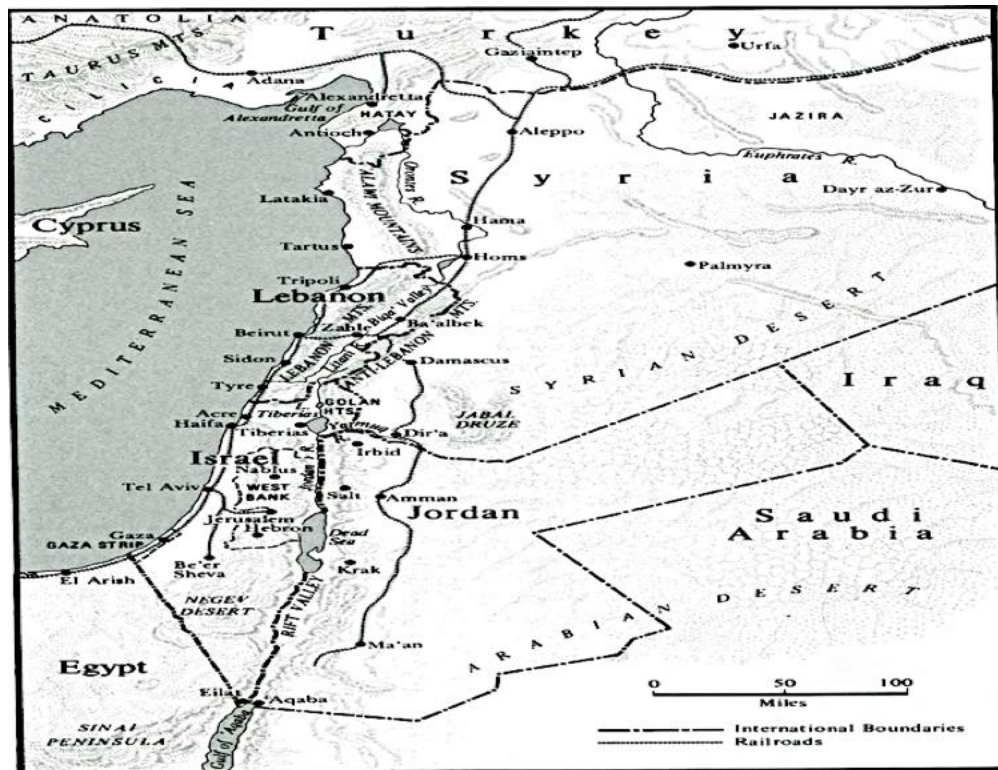 ANATOLIA
TAURUS MTS.
CILICIA
Turkey
Gaziaintep
Urfa
Adana
Alexandretta
Gulf of
Alexandretta
HATAY
Antioch
Aleppo
JAZIRA
Euphrates R.
Dayr az-Zur
Syria
Orontes R.
ALAWI MOUNTAINS
Latakia
Hama
Cyprus
MEDITERRANEAN SEA
Tartus
Homs
Palmyra
Tripoli
Lebanon
Biqa' Valley
Beirut
Zahle
Ba'albek
LEBANON MTS.
Litani R.
ANTI-LEBANON MTS.
Sidon
Damascus
SYRIAN DESERT
Tyre
GOLAN
HTS.
JABAL
DRUZE
Iraq
Acre
Tiberias
Haifa
Tiberias
Yarmuk R.
Dir'a
Irbid
Israel
Nablus
Jordan R.
WEST
BANK
Salt
Tel Aviv
Amman
Jordan
Jerusalem
Hebron
Dead
Sea
Saudi
Arabia
Gaza
GAZA STRIP
Be'er
Sheva
Krak
El Arish
NEGEV
DESERT
RIFT VALLEY
ARABIAN DESERT
Egypt
Ma'an
Eilat
'Aqaba
SINAI
PENINSULA
Gulf of 'Aqaba
0 50 100
Miles
International Boundaries
Railroads